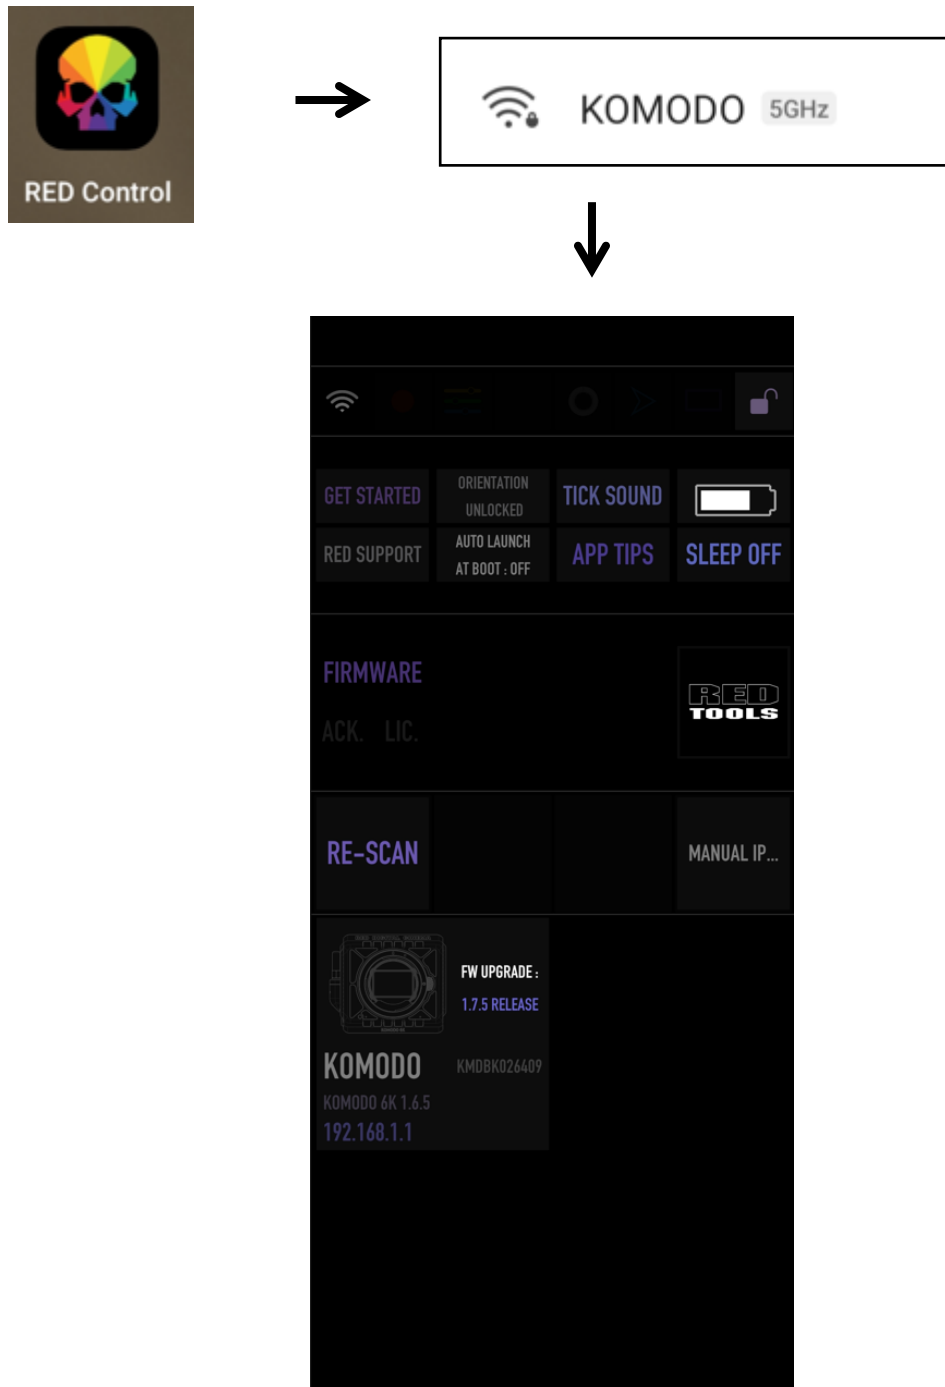 RED Control
KOMODO 5GHz
GET STARTED
ORIENTATION
UNLOCKED
TICK SOUND
RED SUPPORT
AUTO LAUNCH
AT BOOT : OFF
APP TIPS
SLEEP OFF
FIRMWARE
ACK. LIC.
RED
TOOLS
RE-SCAN
MANUAL IP...
FW UPGRADE :
1.7.5 RELEASE
KOMODO
KMDBK026409
KOMODO 6K 1.6.5
192.168.1.1